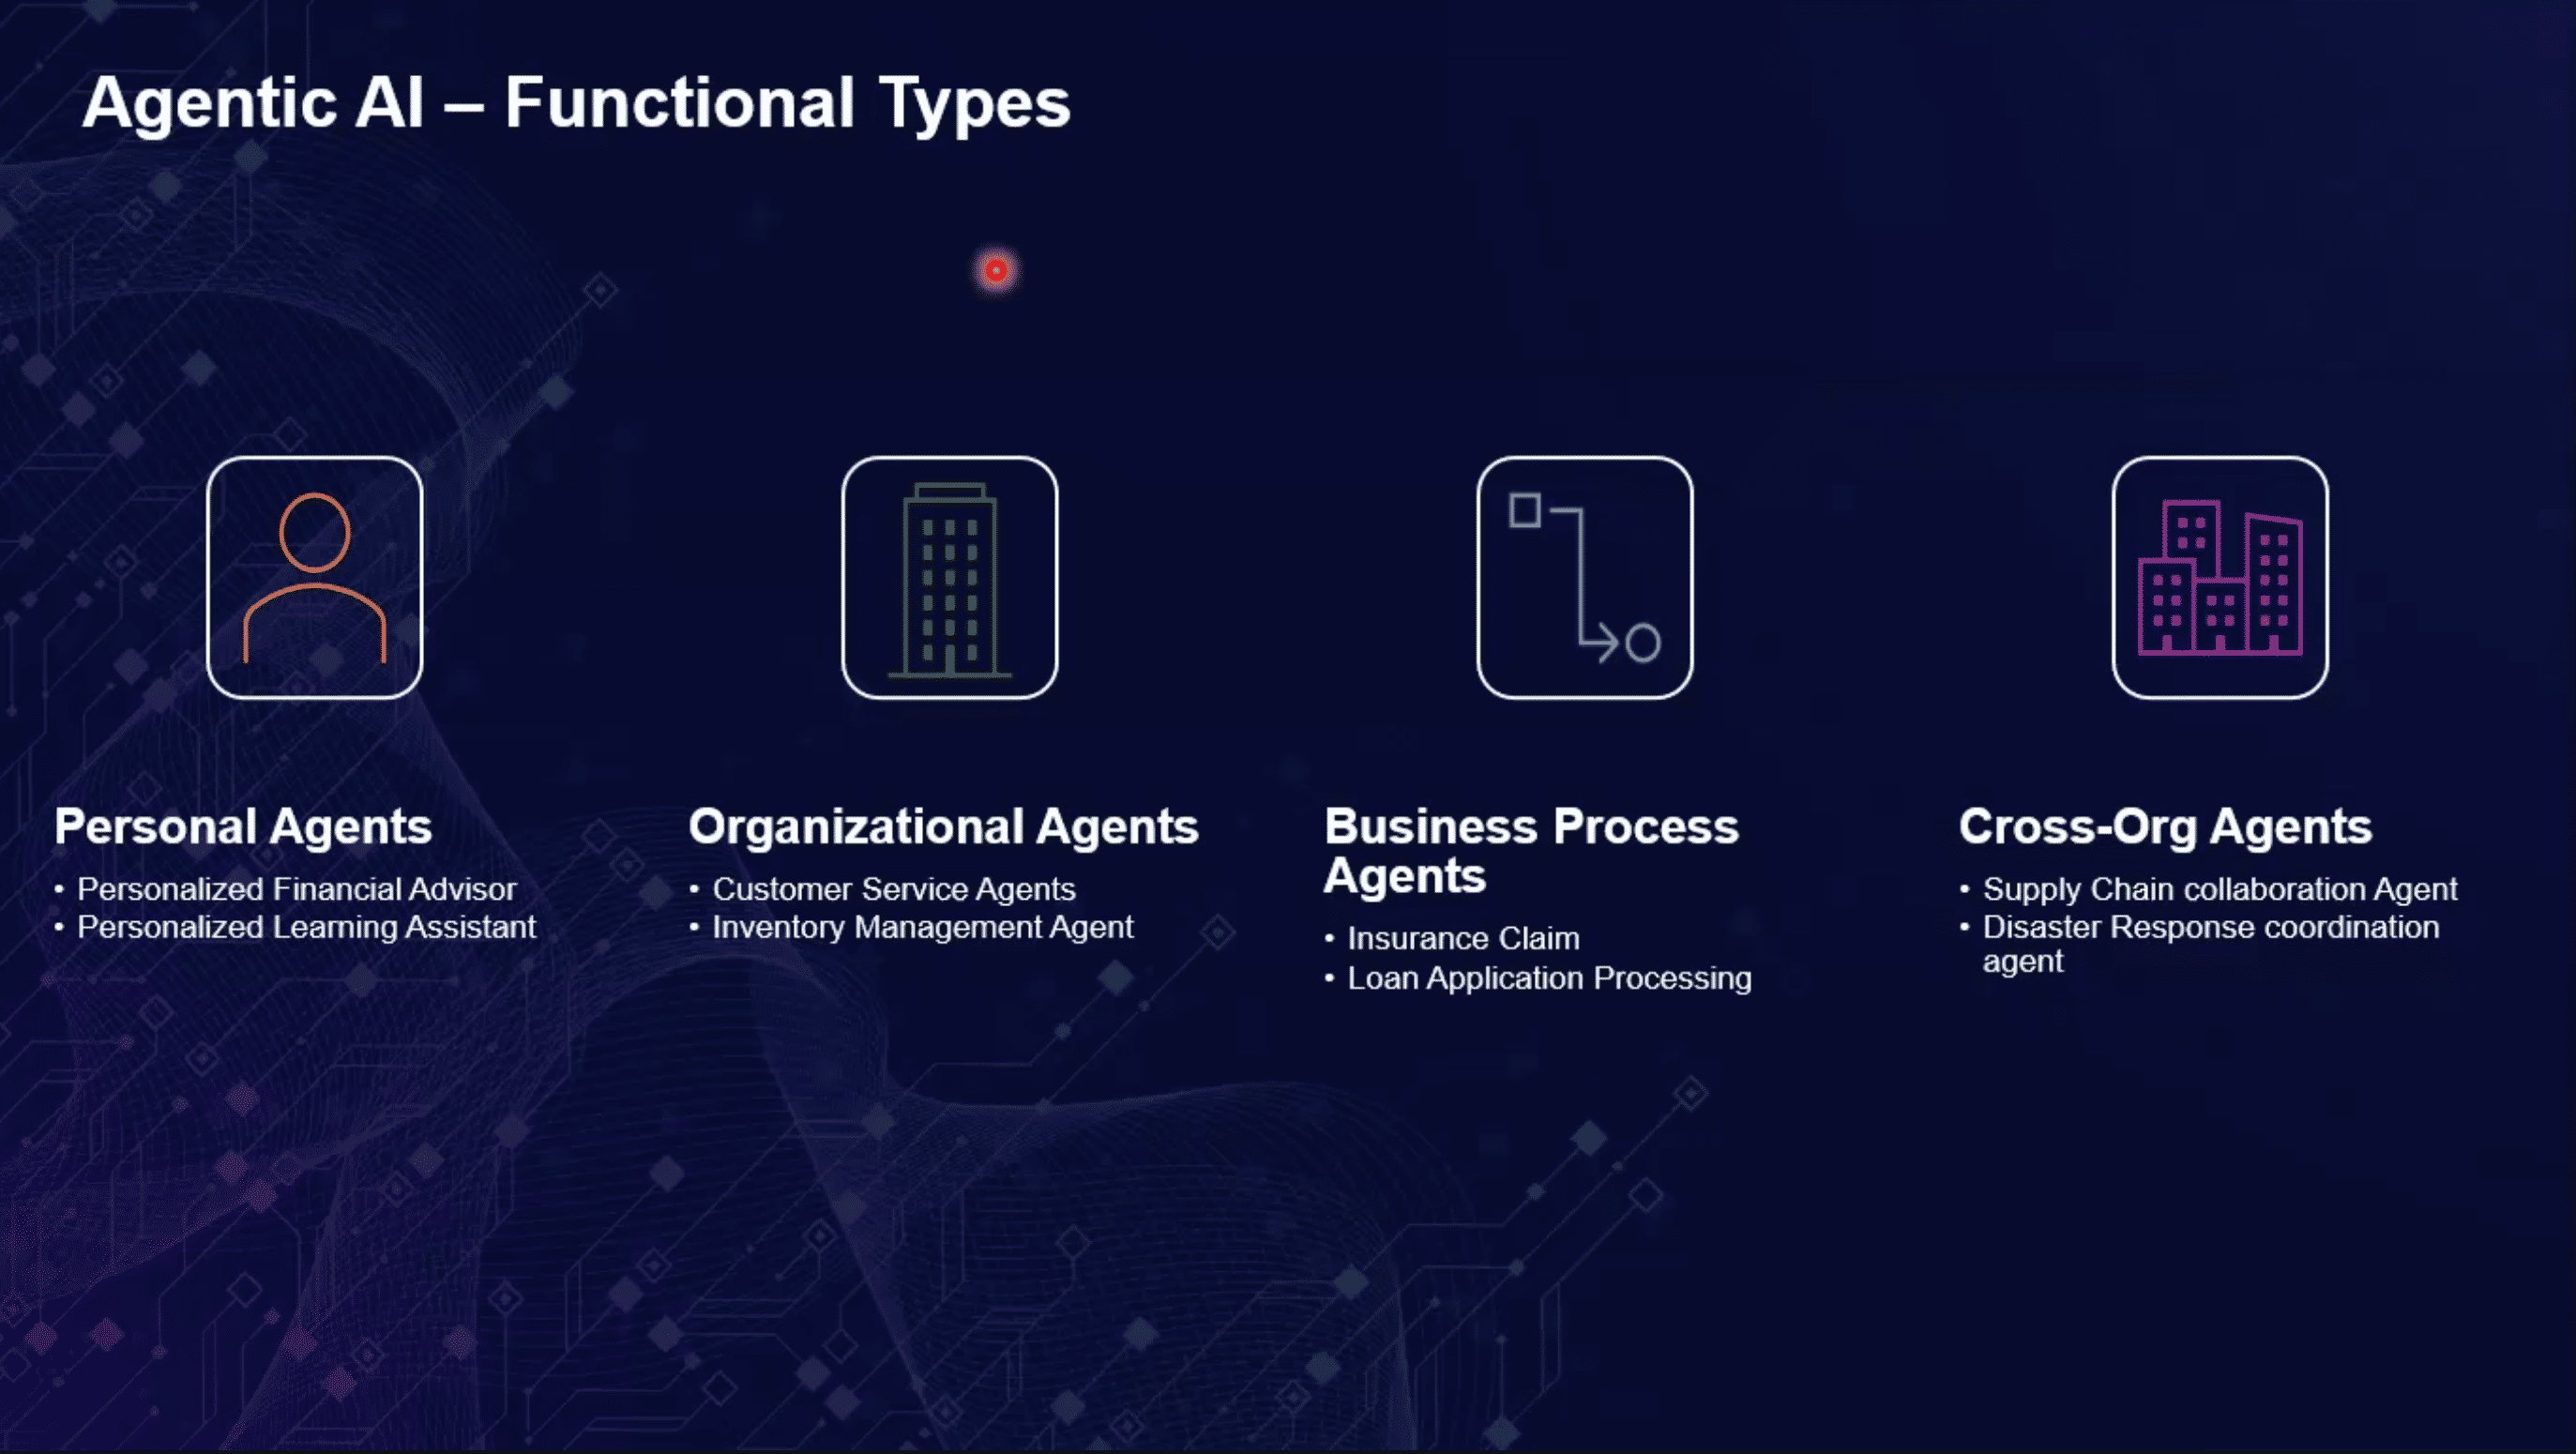 Agentic AI – Functional Types
Personal Agents
• Personalized Financial Advisor
• Personalized Learning Assistant
Organizational Agents
• Customer Service Agents
• Inventory Management Agent
Business Process
Agents
• Insurance Claim
• Loan Application Processing
Cross-Org Agents
• Supply Chain collaboration Agent
• Disaster Response coordination
agent